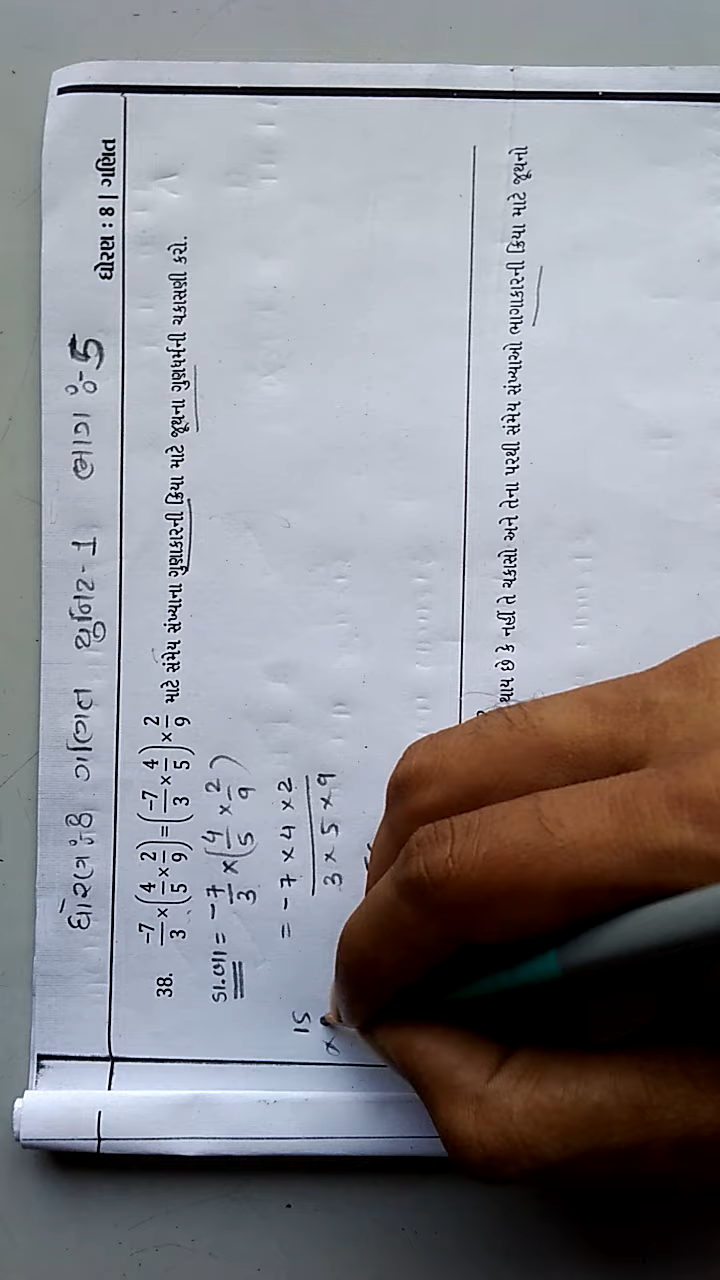 ધોરણ : 8 | ગણિત
ધોરણઃ-8 ગણિત યુનિટ-1 ભાગ ઃ-5
38. -7/3 × (4/5 × 2/9) = (-7/3 × 4/5) × 2/9 માટે સંમેય સંખ્યાના ગુણાકારની ક્રિયા માટે જૂથના ગુણધર્મની ચકાસણી કરો.
ડા.બા = -7/3 × (4/5 × 2/9)
= -7 × 4 × 2 / 3 × 5 × 9
15
×
થાય છે કે નહીં તે ચકાસો અને તેના પરથી સંમેય સંખ્યાઓ ભાગાકારની ક્રિયા માટે જૂથનો